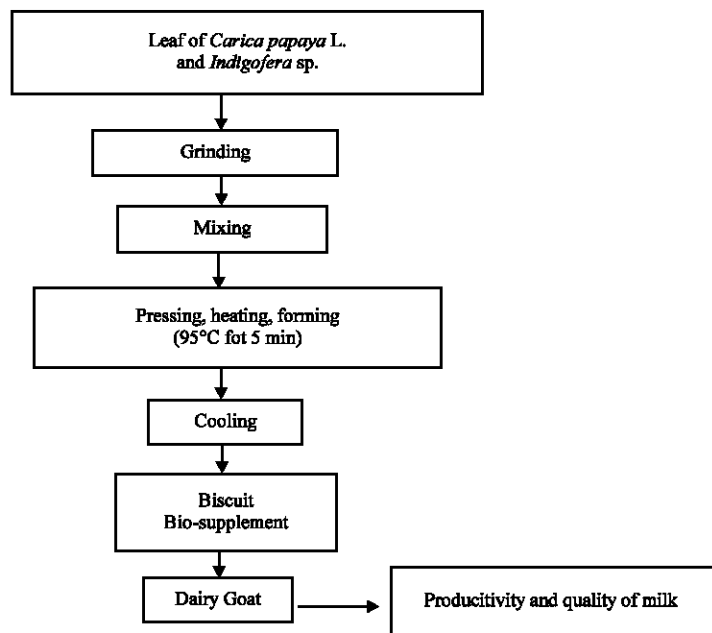 Leaf of Carica papaya L.
and Indigofera sp.
Grinding
Mixing
Pressing, heating, forming
(95°C fot 5 min)
Cooling
Biscuit
Bio-supplement
Dairy Goat
Producitivity and quality of milk